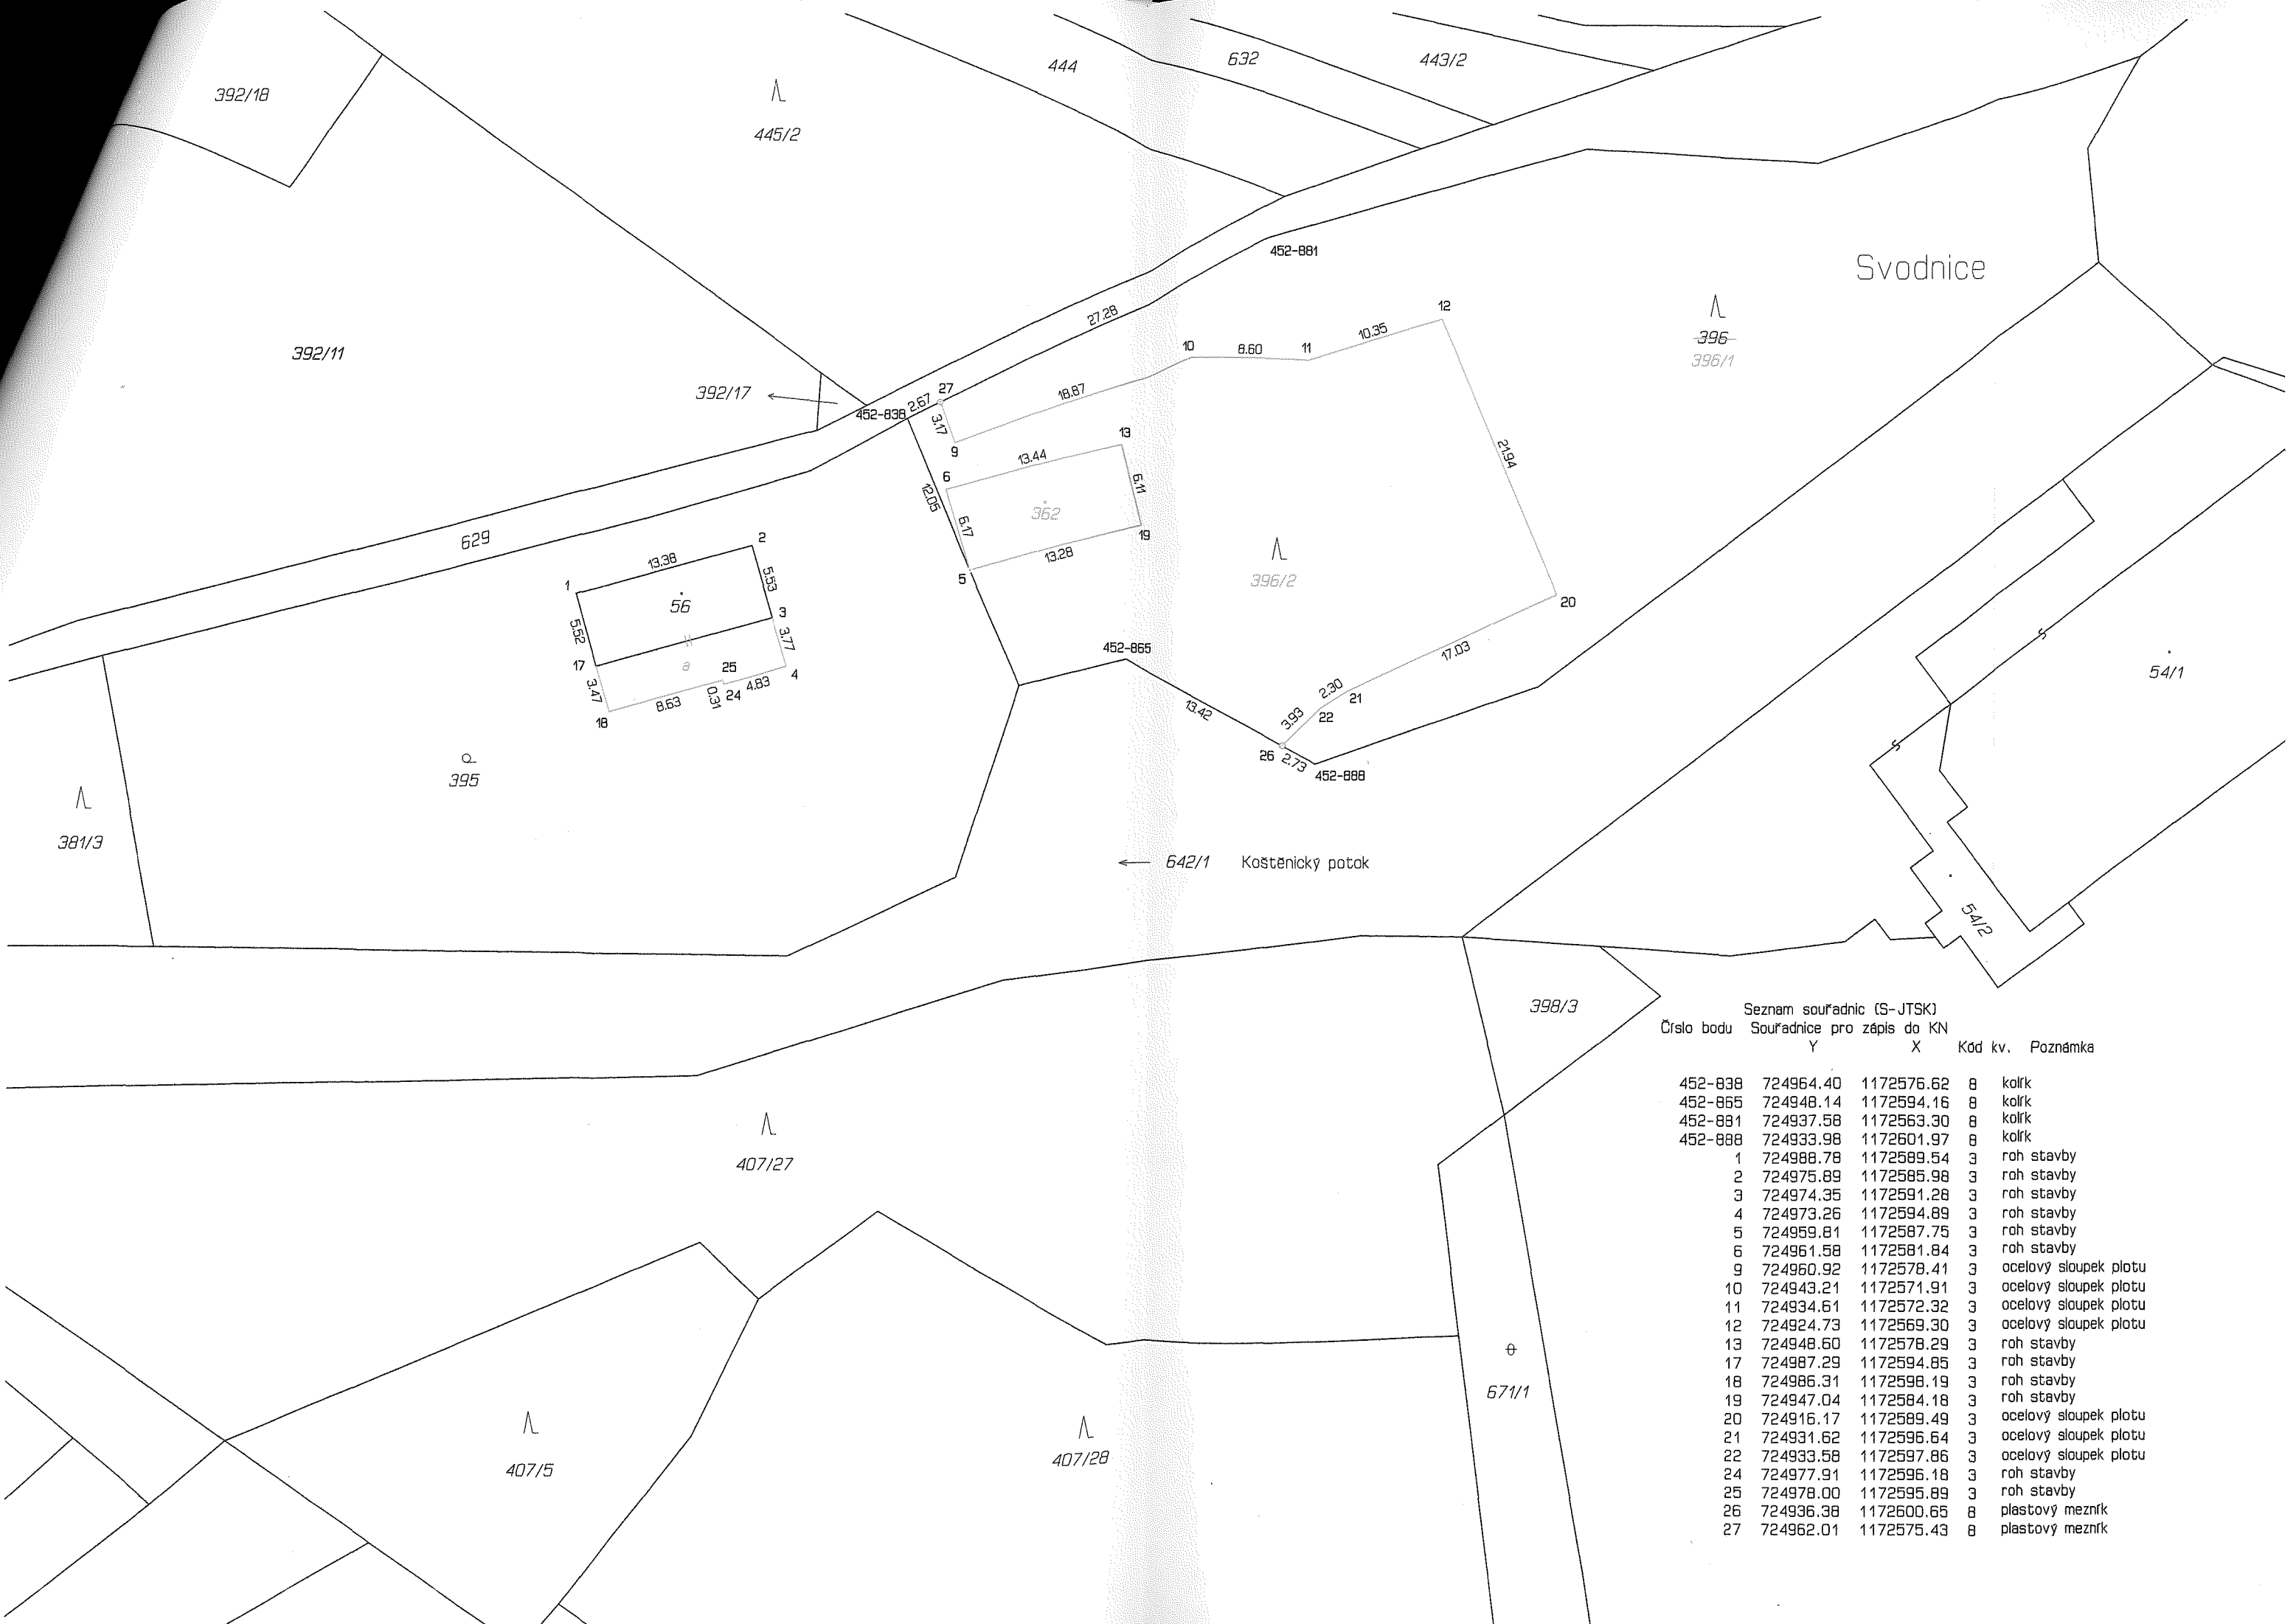 444
632
443/2
392/18
445/2
452-881
Svodnice
27.28
12
396
396/1
10
8.60
11
10.35
392/11
392/17
452-838
2.67
27
3.17
9
18.87
13
13.44
6
12.05
6.17
6.11
362
19
13.28
5
21.94
629
13.38
2
1
56
5.53
5.52
3
3.77
17
a
25
4
3.47
0.31
24
4.83
8.63
18
396/2
20
17.03
452-865
13.42
2.30
21
3.93
22
26
2.73
452-888
54/1
395
381/3
642/1 Koštěnický potok
54/2
398/3
407/27
671/1
407/5
407/28
Seznam souřadnic (S-JTSK)
Číslo bodu Souřadnice pro zápis do KN
Y X Kód kv. Poznámka
452-838 724964.40 1172576.62 8 kolík
452-865 724948.14 1172594.16 8 kolík
452-881 724937.58 1172563.30 8 kolík
452-888 724933.98 1172601.97 8 kolík
1 724988.78 1172589.54 3 roh stavby
2 724975.89 1172585.98 3 roh stavby
3 724974.35 1172591.28 3 roh stavby
4 724973.26 1172594.89 3 roh stavby
5 724959.81 1172587.75 3 roh stavby
6 724961.58 1172581.84 3 roh stavby
9 724960.92 1172578.41 3 ocelový sloupek plotu
10 724943.21 1172571.91 3 ocelový sloupek plotu
11 724934.61 1172572.32 3 ocelový sloupek plotu
12 724924.73 1172569.30 3 ocelový sloupek plotu
13 724948.60 1172578.29 3 roh stavby
17 724987.29 1172594.85 3 roh stavby
18 724986.31 1172598.19 3 roh stavby
19 724947.04 1172584.18 3 roh stavby
20 724916.17 1172589.49 3 ocelový sloupek plotu
21 724931.62 1172596.64 3 ocelový sloupek plotu
22 724933.58 1172597.86 3 ocelový sloupek plotu
24 724977.91 1172596.18 3 roh stavby
25 724978.00 1172595.89 3 roh stavby
26 724936.38 1172600.65 8 plastový mezník
27 724962.01 1172575.43 8 plastový mezník